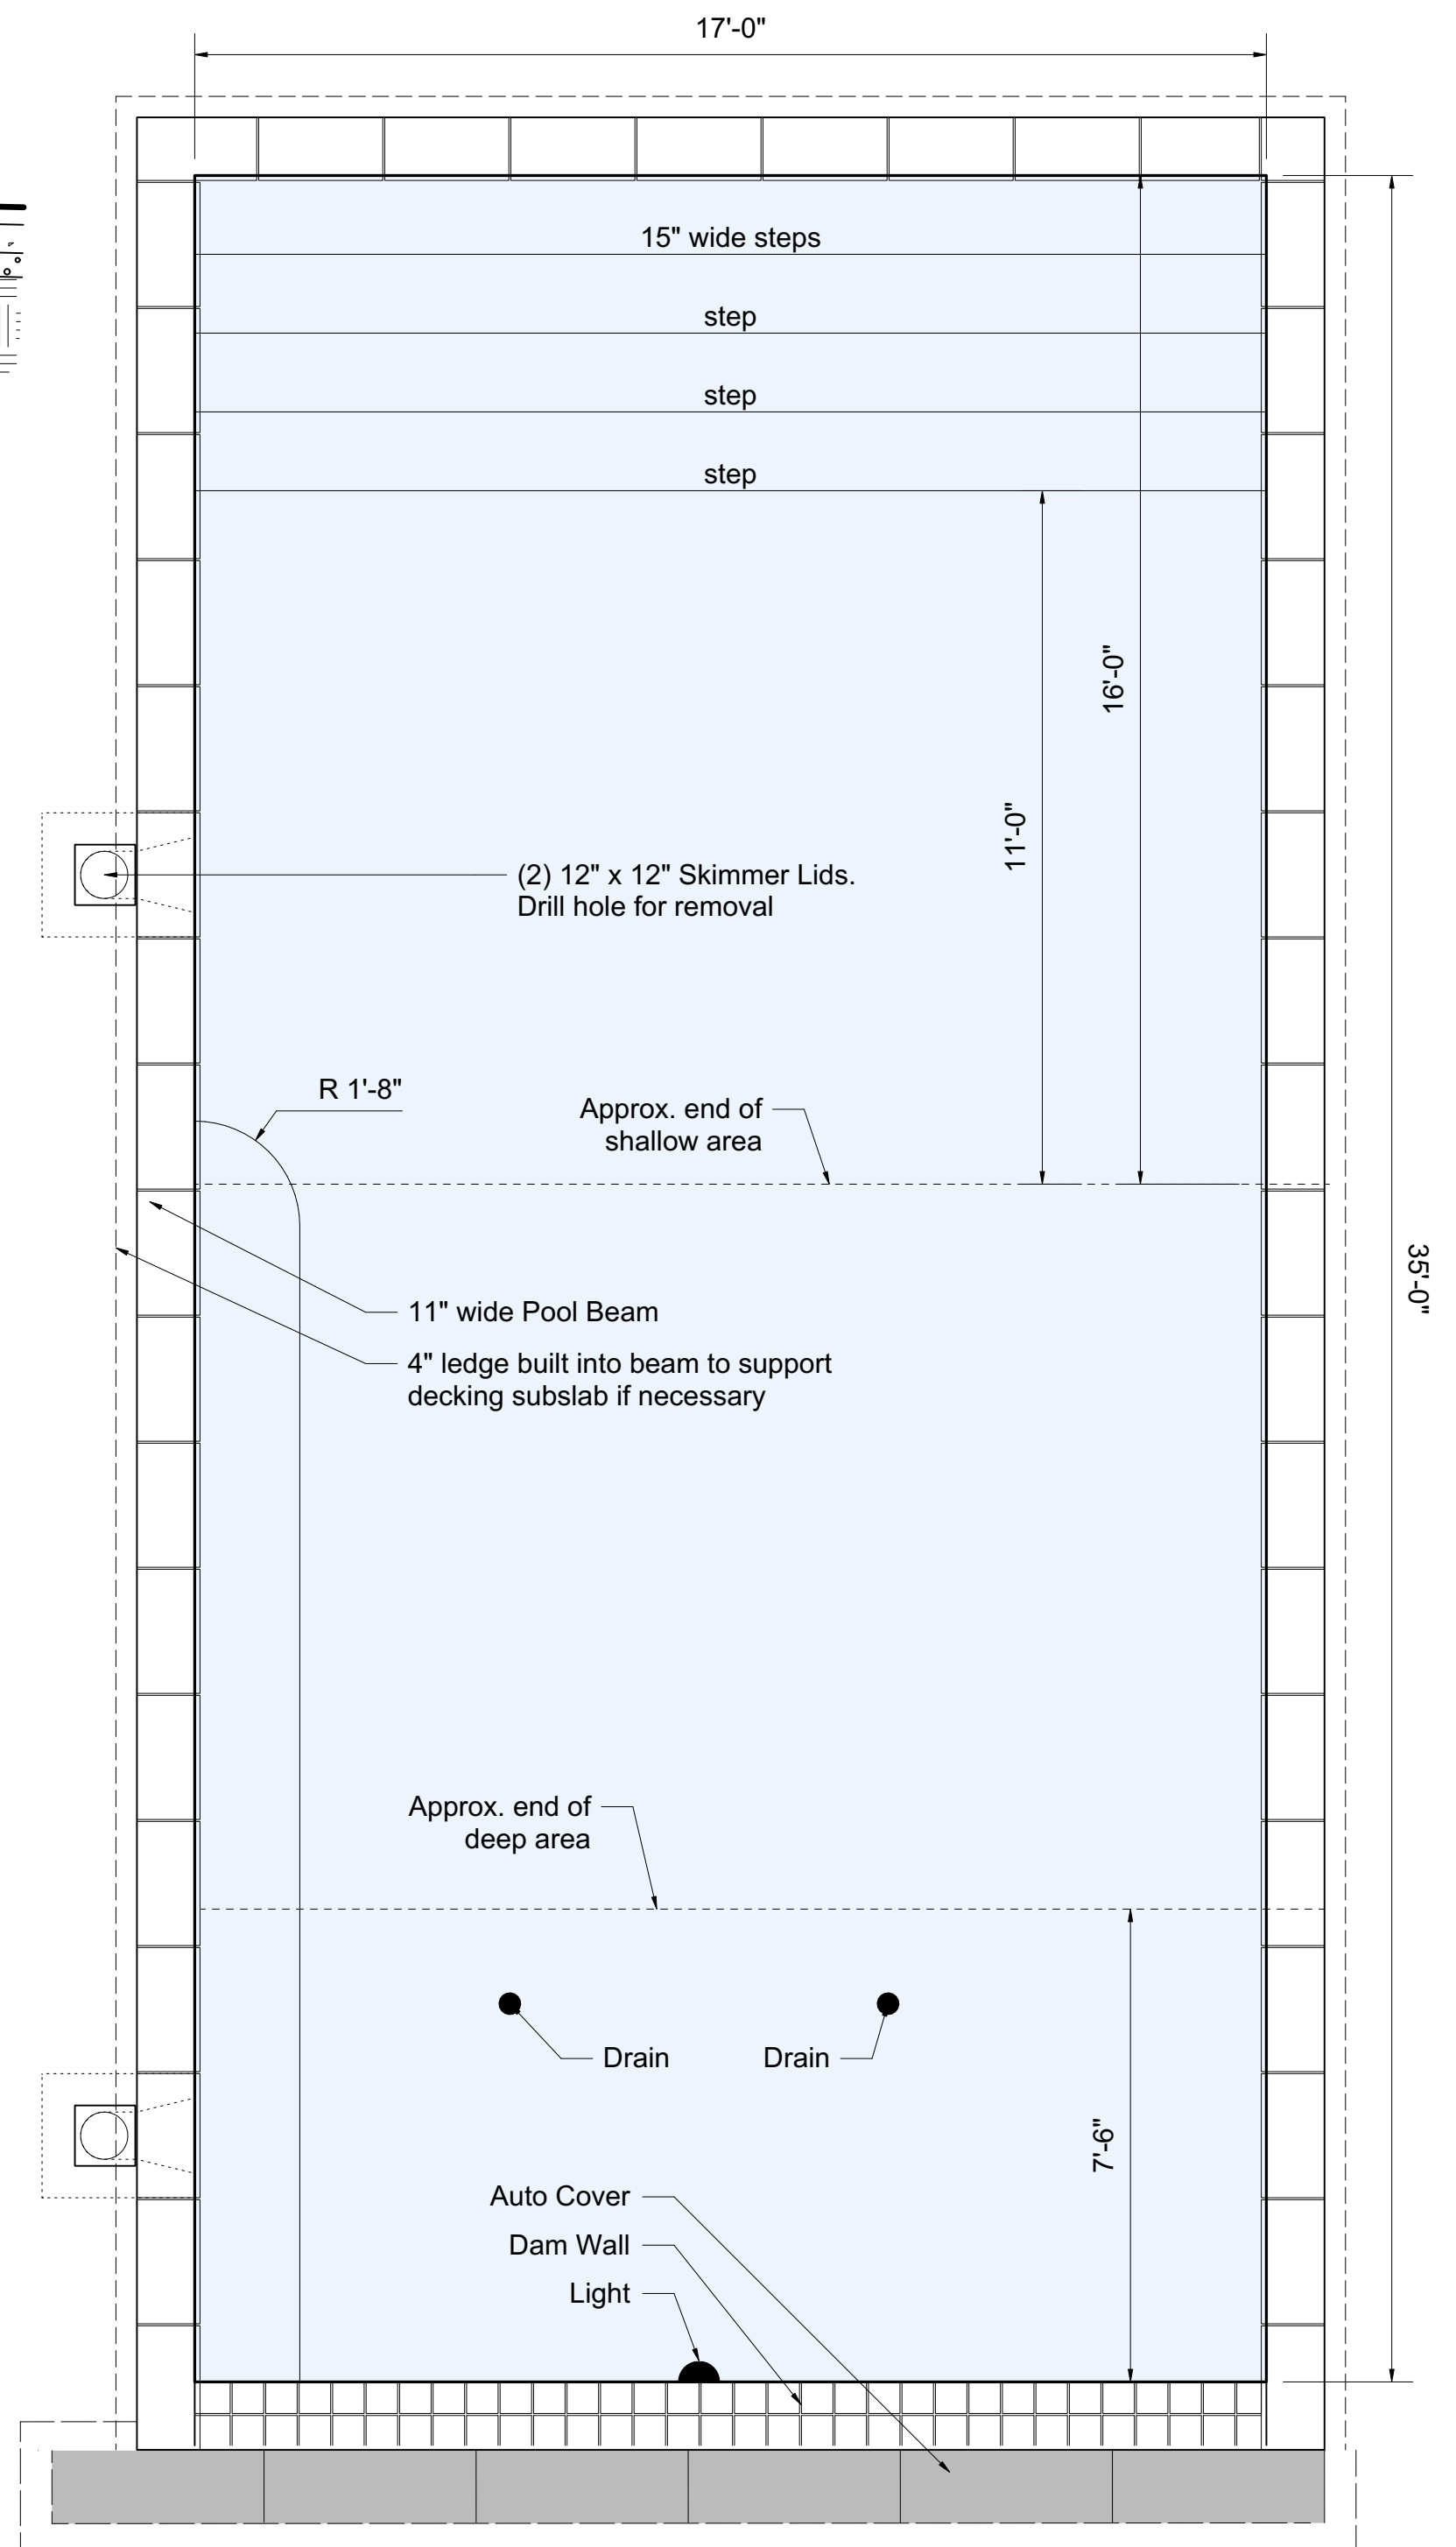 17'-0"
15" wide steps
step
step
step
16'-0"
11'-0"
(2) 12" x 12" Skimmer Lids.
Drill hole for removal
R 1'-8"
Approx. end of
shallow area
35'-0"
11" wide Pool Beam
4" ledge built into beam to support
decking subslab if necessary
Approx. end of
deep area
Drain
Drain
7'-6"
Auto Cover
Dam Wall
Light